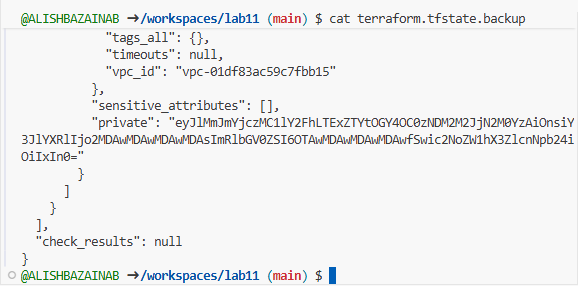 @ALISHBAZAINAB ➜/workspaces/lab11 (main) $ cat terraform.tfstate.backup
"tags_all": {},
"timeouts": null,
"vpc_id": "vpc-01df83ac59c7fbb15"
},
"sensitive_attributes": [],
"private": "eyJlMmJmYjczMC1lY2FhLTExZTYtOGY4OC0zNDM2M2JjN2M0YzAiOnsiY
3JlYXRlIjo2MDAwMDAwMDAwMDAsImRlbGV0ZSI6OTAwMDAwMDAwMDAwfSwic2NoZW1hX3ZlcnNpb24i
OiIxIn0="
}
]
}
],
"check_results": null
}
@ALISHBAZAINAB ➜/workspaces/lab11 (main) $